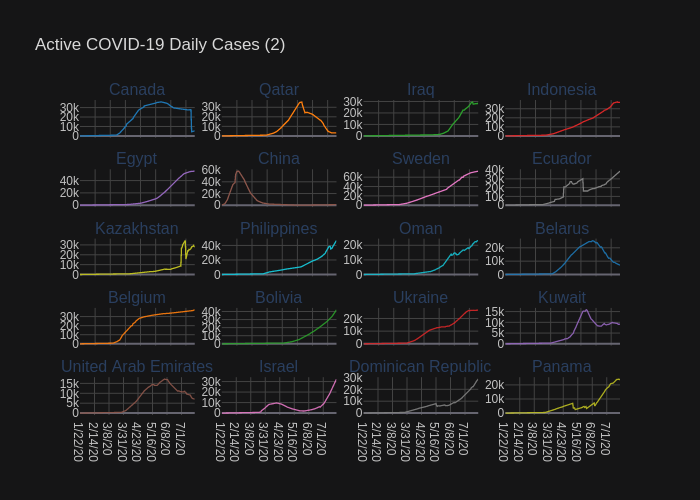 Active COVID-19 Daily Cases (2)
Canada Qatar Iraq Indonesia
30k 20k 10k 0 30k 20k 10k 0 30k 20k 10k 0 30k 20k 10k 0
Egypt China Sweden Ecuador
40k 20k 0 60k 40k 20k 0 60k 40k 20k 0 40k 30k 20k 10k 0
Kazakhstan Philippines Oman Belarus
30k 20k 10k 0 40k 20k 0 20k 10k 0 20k 10k 0
Belgium Bolivia Ukraine Kuwait
30k 20k 10k 0 40k 30k 20k 10k 0 20k 10k 0 15k 10k 5k 0
United Arab Emirates Israel Dominican Republic Panama
15k 10k 5k 0 30k 20k 10k 0 30k 20k 10k 0 20k 10k 0
1/22/20 2/14/20 3/8/20 3/31/20 4/23/20 5/16/20 6/8/20 7/1/20 1/22/20 2/14/20 3/8/20 3/31/20 4/23/20 5/16/20 6/8/20 7/1/20 1/22/20 2/14/20 3/8/20 3/31/20 4/23/20 5/16/20 6/8/20 7/1/20 1/22/20 2/14/20 3/8/20 3/31/20 4/23/20 5/16/20 6/8/20 7/1/20